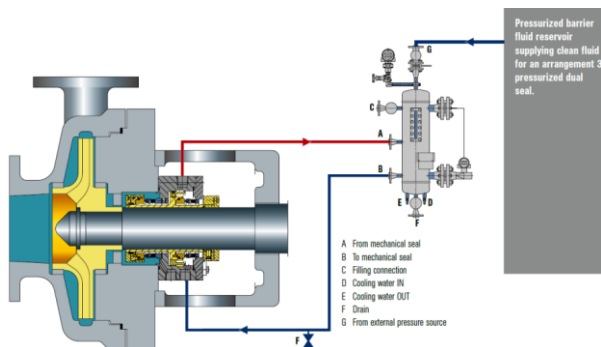 Pressurized barrier
fluid reservoir
supplying clean fluid
for an arrangement 3
pressurized dual
seal.
G
C
A
B
E
D
F
A From mechanical seal
B To mechanical seal
C Filling connection
D Cooling water IN
E Cooling water OUT
F Drain
G From external pressure source
F